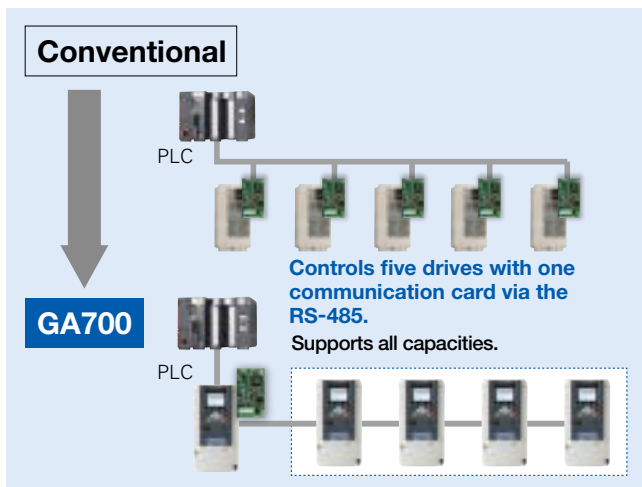 Conventional
PLC
Controls five drives with one
communication card via the
RS-485.
GA700
Supports all capacities.
PLC